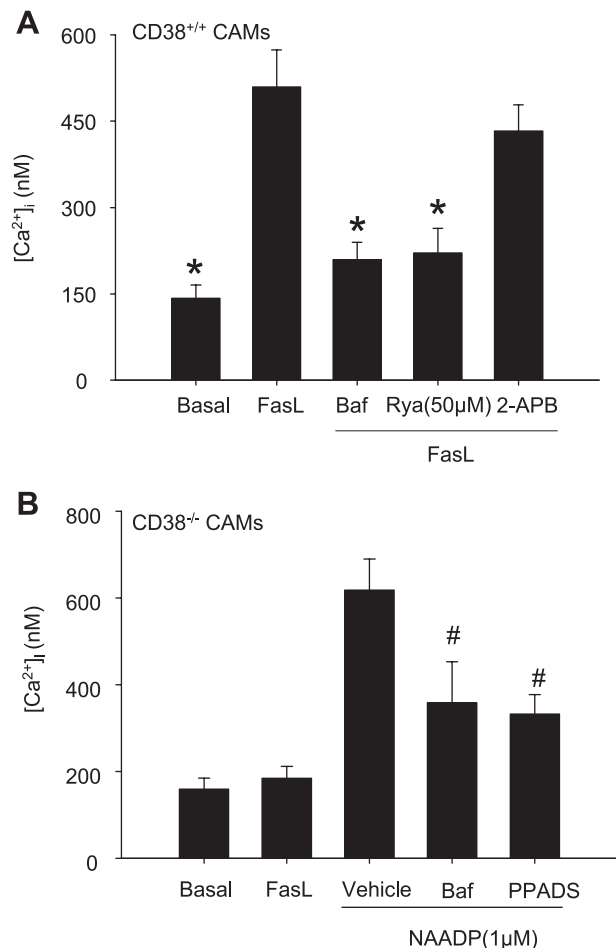 A
CD38+/+ CAMs
600
450
300
150
0
[Ca2+]i (nM)
*
*
*
Basal FasL Baf Rya(50μM) 2-APB
FasL
B
CD38-/- CAMs
800
600
400
200
0
[Ca2+]l (nM)
#
#
Basal FasL Vehicle Baf PPADS
NAADP(1μM)